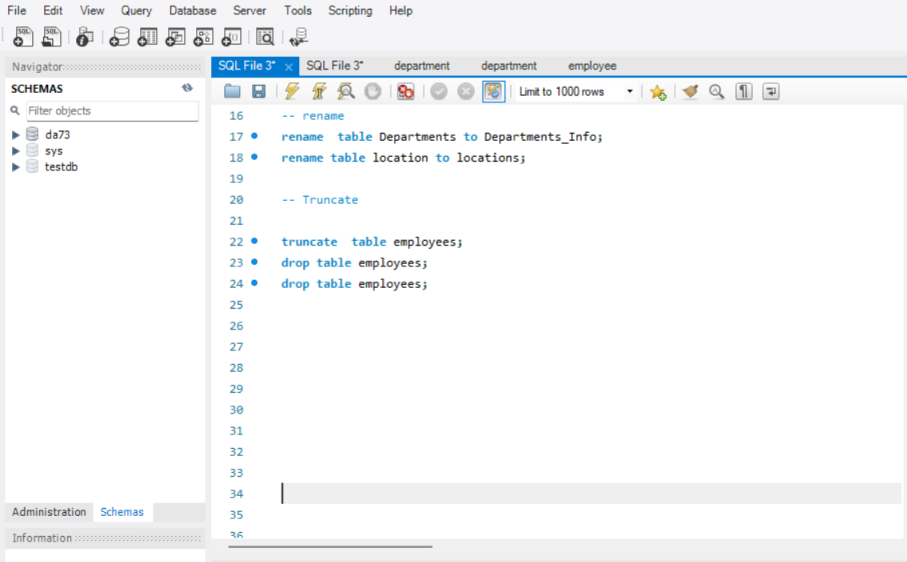 File Edit View Query Database Server Tools Scripting Help
Navigator
SCHEMAS
Filter objects
da73
sys
testdb
Administration Schemas
Information
SQL File 3* SQL File 3* department department employee
Limit to 1000 rows
16 -- rename
17 rename  table Departments to Departments_Info;
18 rename table location to locations;
19
20 -- Truncate
21
22 truncate  table employees;
23 drop table employees;
24 drop table employees;
25
26
27
28
29
30
31
32
33
34
35
36